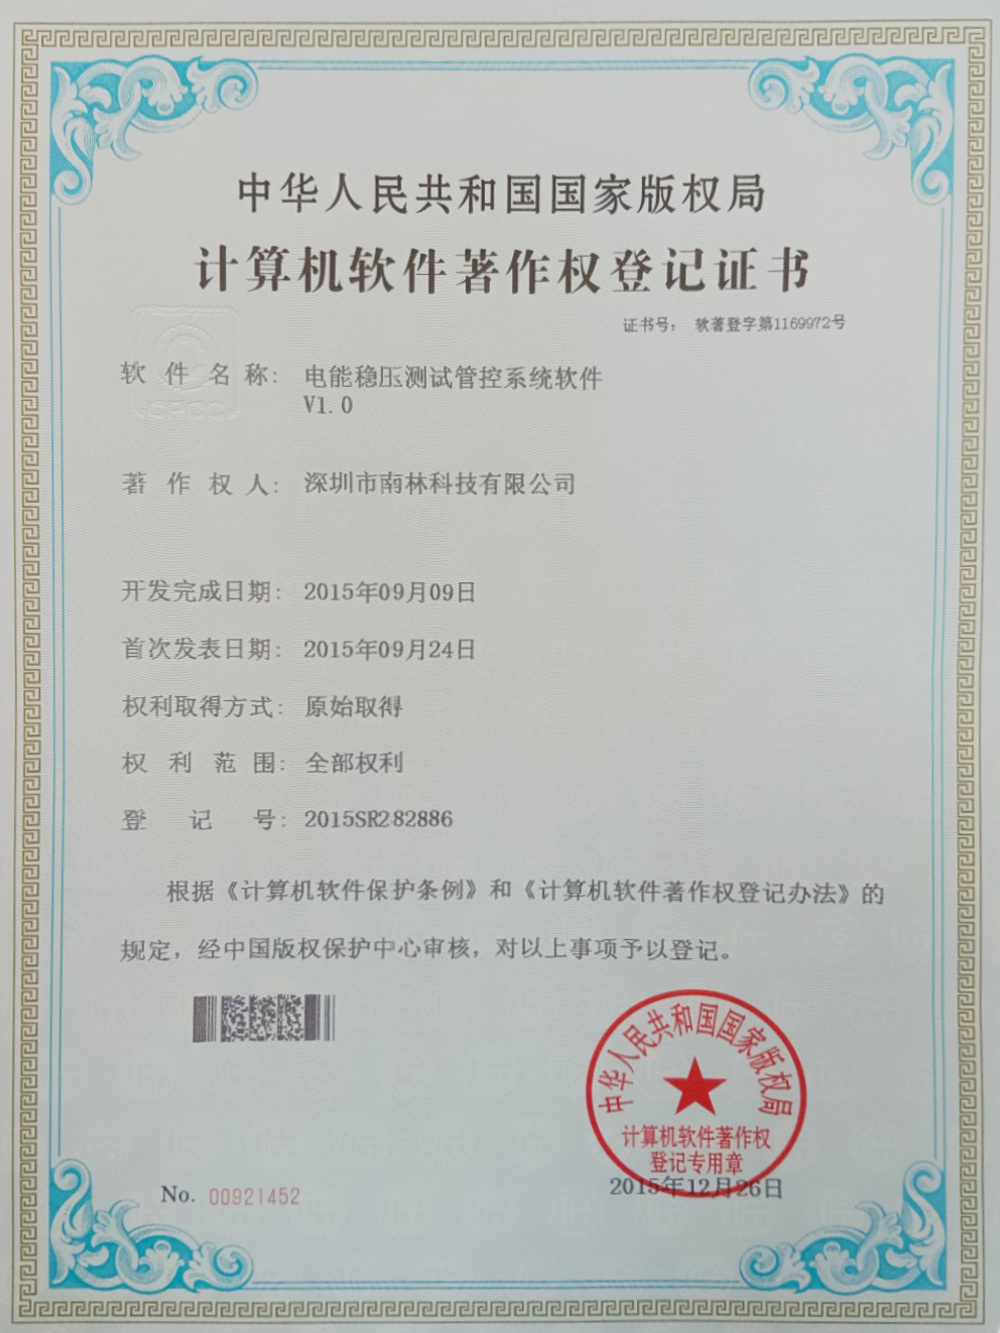 中华人民共和国国家版权局
计算机软件著作权登记证书
证书号： 软著登字第1169972号
软件名称： 电能稳压测试管控系统软件
V1.0
著作权人： 深圳市南林科技有限公司
开发完成日期： 2015年09月09日
首次发表日期： 2015年09月24日
权利取得方式： 原始取得
权利范围： 全部权利
登记号： 2015SR282886
根据《计算机软件保护条例》和《计算机软件著作权登记办法》的
规定，经中国版权保护中心审核，对以上事项予以登记。
中华人民共和国国家版权局
计算机软件著作权
登记专用章
2015年12月26日
No. 00921452